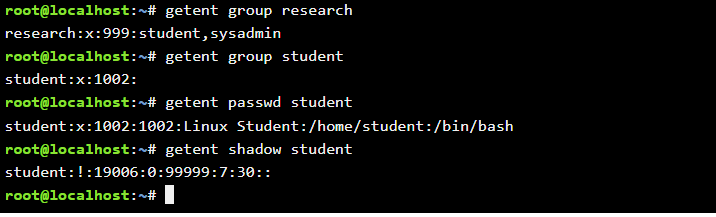 root@localhost:~# getent group research
research:x:999:student,sysadmin
root@localhost:~# getent group student
student:x:1002:
root@localhost:~# getent passwd student
student:x:1002:1002:Linux Student:/home/student:/bin/bash
root@localhost:~# getent shadow student
student:!:19006:0:99999:7:30::
root@localhost:~#